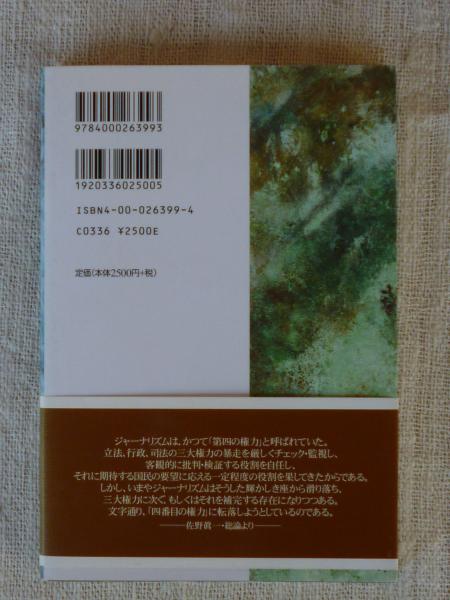 9784000263993
1920336025005
ISBN4-00-026399-4
C0336 ¥2500E
定価(本体2500円+税)
ジャーナリズムは、かつて「第四の権力」と呼ばれていた。
立法、行政、司法の三大権力の暴走を厳しくチェック・監視し、
客観的に批判・検証する役割を自任し、
それに期待する国民の要望に応える一定程度の役割を果してきたからである。
しかし、いまやジャーナリズムはそうした輝かしき座から滑り落ち、
三大権力に次ぐ、もしくはそれを補完する存在になりつつある。
文字通り、「四番目の権力」に転落しようとしているのである。
――佐野眞一・総論より――